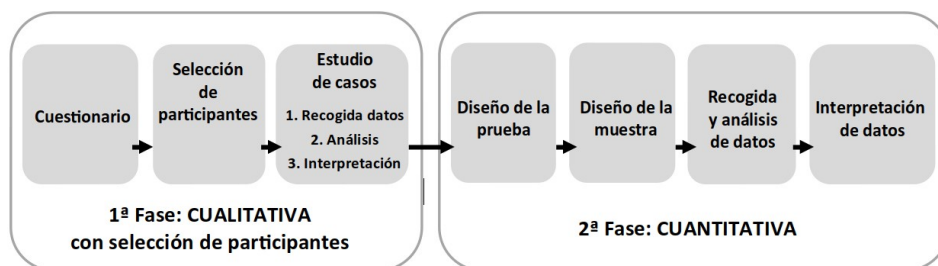 Cuestionario
Selección
de
participantes
Estudio
de casos
1. Recogida datos
2. Análisis
3. Interpretación
1ª Fase: CUALITATIVA
con selección de participantes
Diseño de la
prueba
Diseño de la
muestra
Recogida
y análisis
de datos
Interpretación
de datos
2ª Fase: CUANTITATIVA